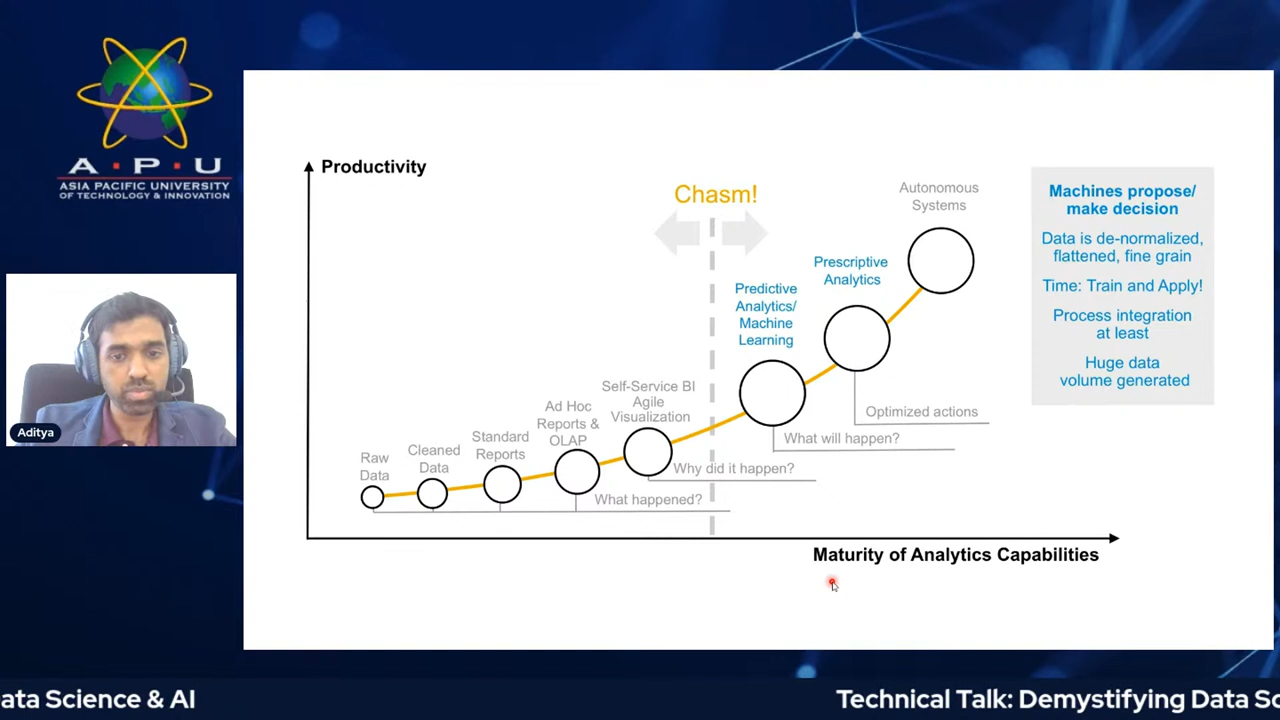 A • P • U
ASIA PACIFIC UNIVERSITY
OF TECHNOLOGY & INNOVATION
Aditya
Productivity
Chasm!
Autonomous
Systems
Prescriptive
Analytics
Predictive
Analytics/
Machine
Learning
Self-Service BI
Agile
Visualization
Ad Hoc
Reports &
OLAP
Standard
Reports
Cleaned
Data
Raw
Data
Optimized actions
What will happen?
Why did it happen?
What happened?
Maturity of Analytics Capabilities
Machines propose/
make decision
Data is de-normalized,
flattened, fine grain
Time: Train and Apply!
Process integration
at least
Huge data
volume generated
ata Science & AI
Technical Talk: Demystifying Data Sc